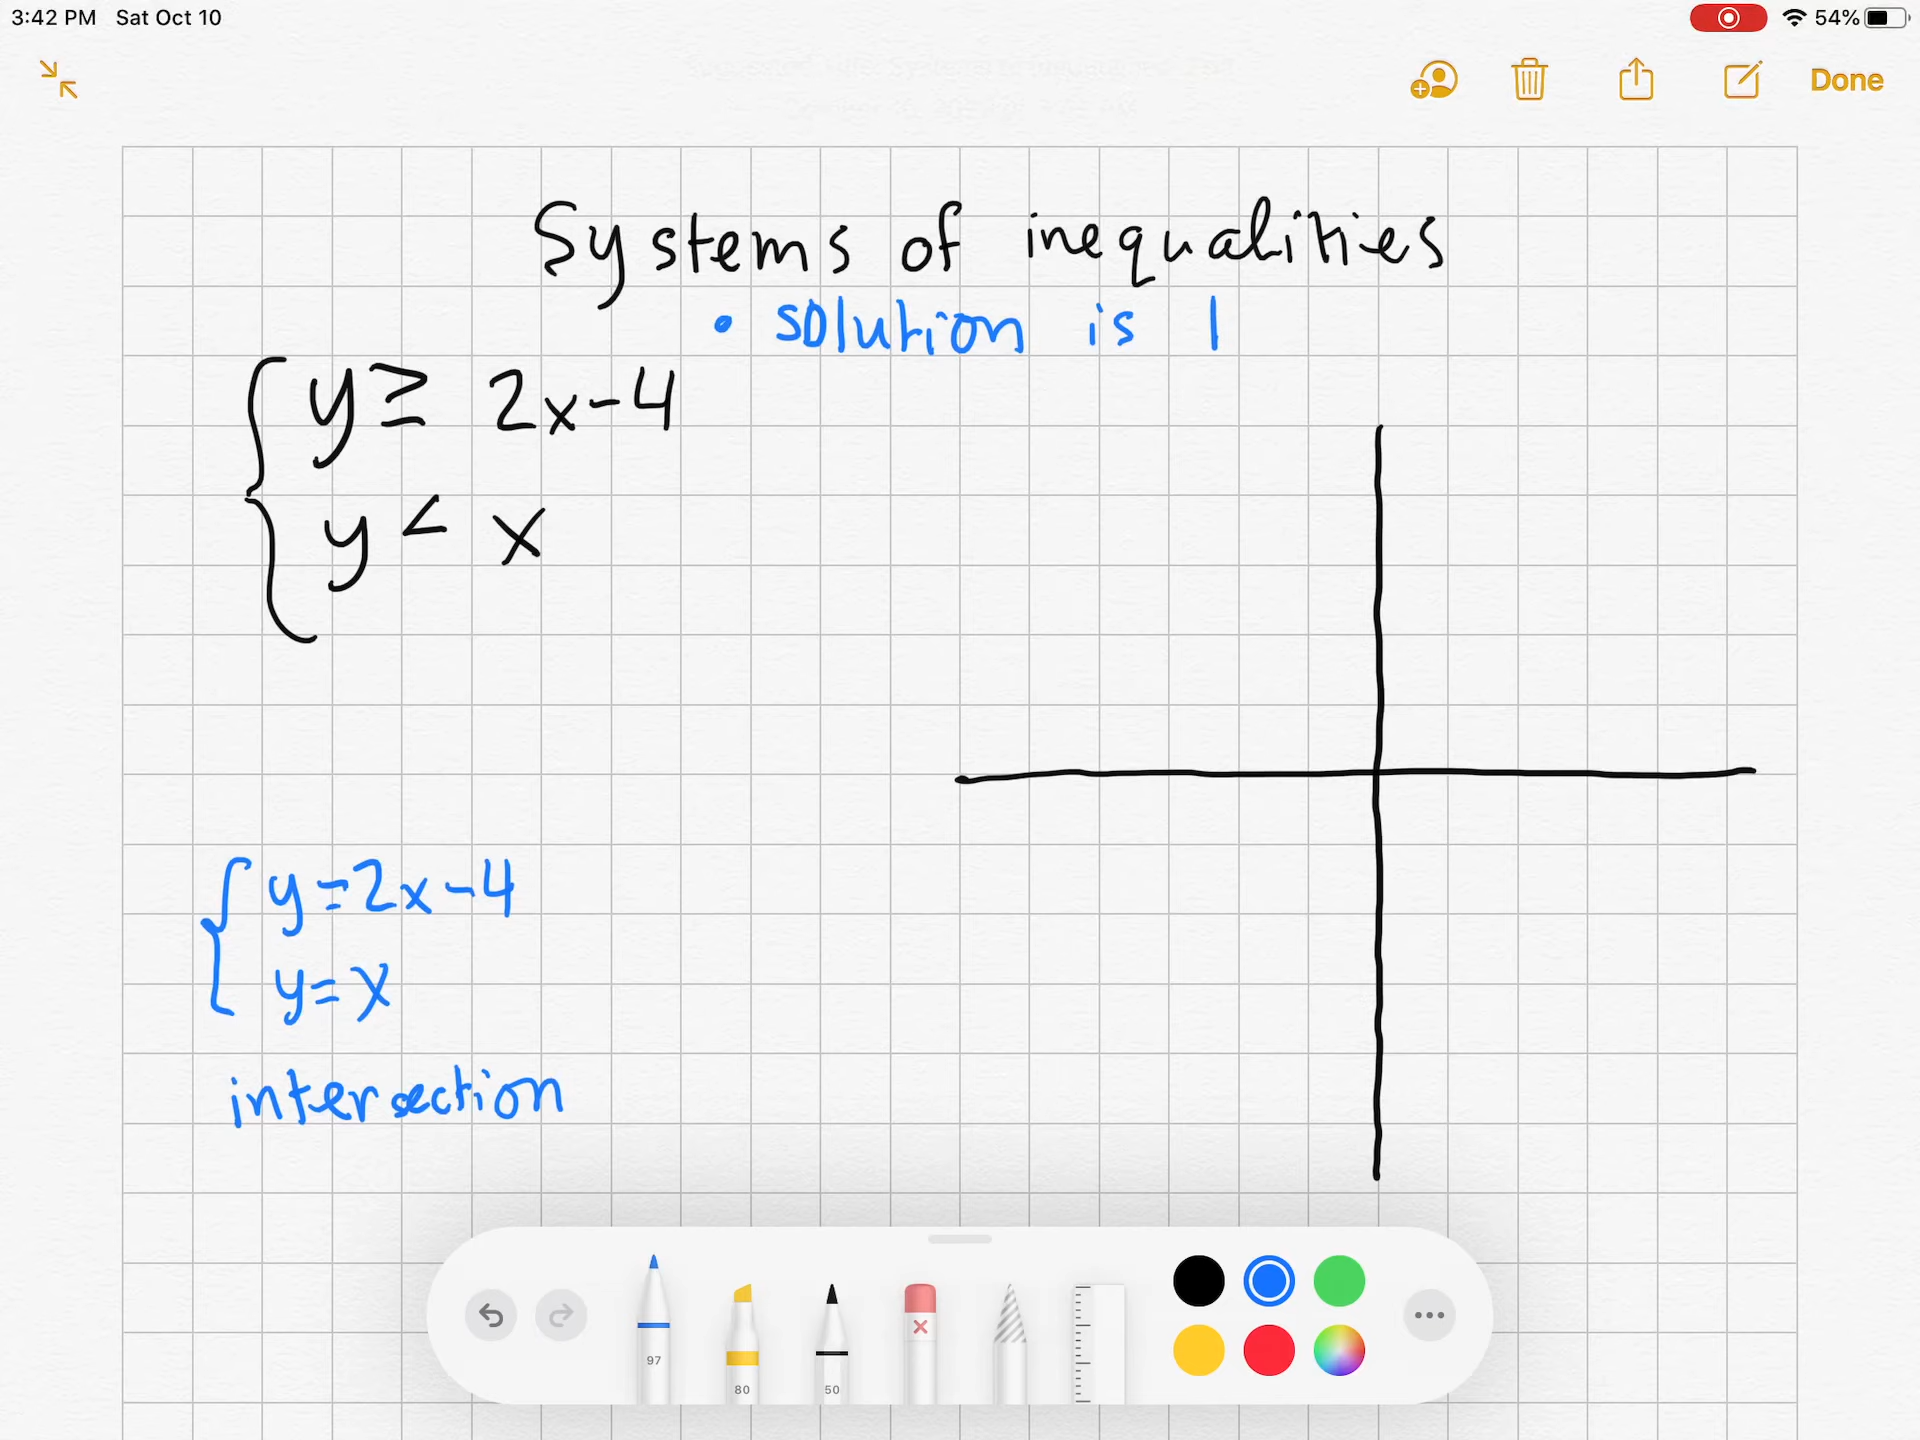 3:42 PM Sat Oct 10
54%
Done
Systems of inequalities
• solution is 1
y ≥ 2x-4
y < x
y=2x-4
y=x
intersection
97
80
50